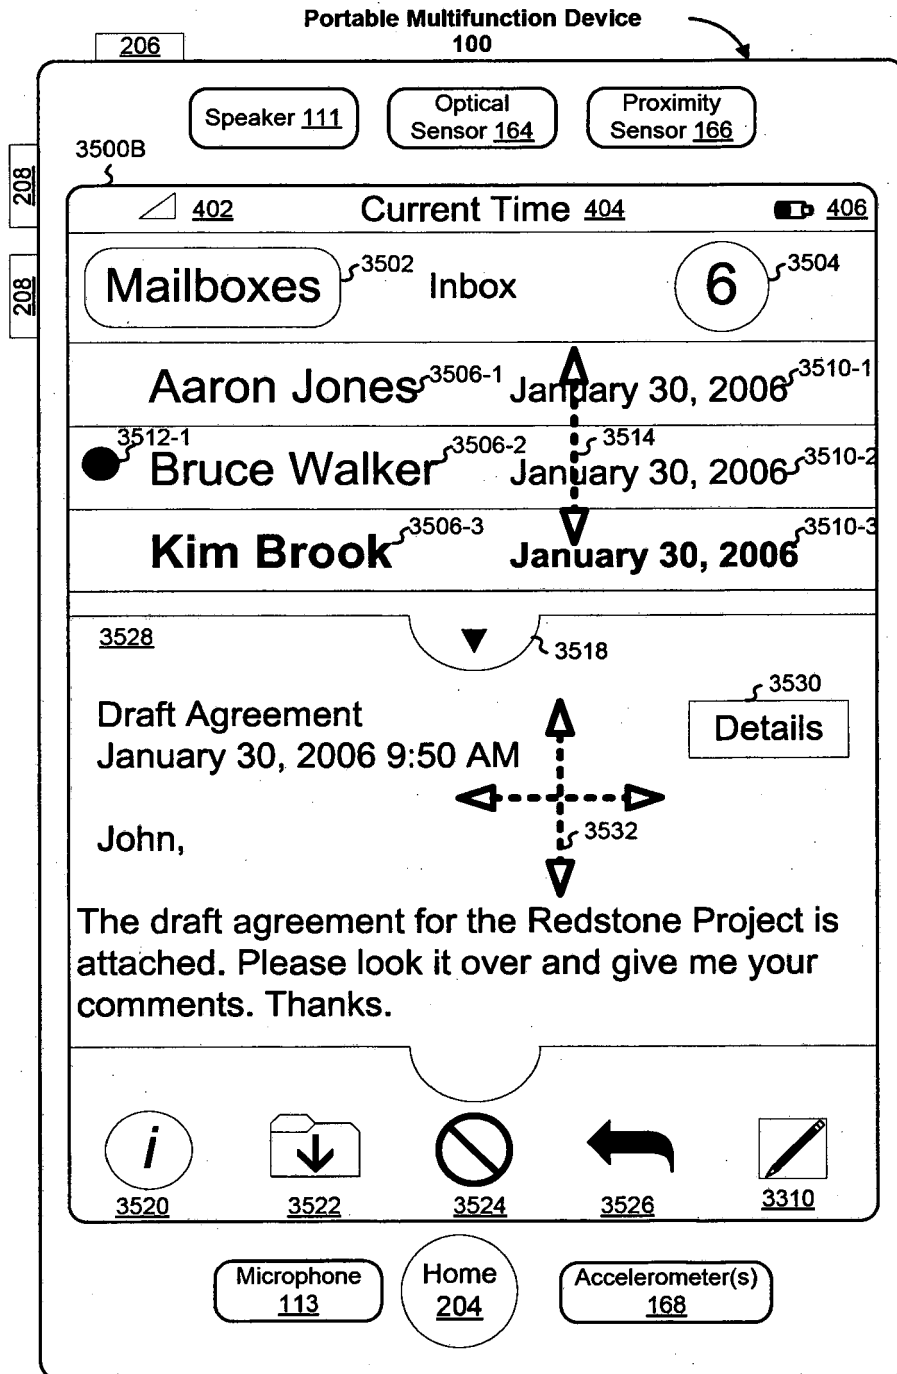 Portable Multifunction Device
100
206
Speaker 111
Optical
Sensor 164
Proximity
Sensor 166
3500B
208
208
402
Current Time 404
406
Mailboxes
3502
Inbox
6
3504
Aaron Jones
3506-1
January 30, 2006
3510-1
3512-1
Bruce Walker
3506-2
January 30, 2006
3514
3510-2
Kim Brook
3506-3
January 30, 2006
3510-3
3528
3518
3530
Draft Agreement
Details
January 30, 2006 9:50 AM
John,
3532
The draft agreement for the Redstone Project is
attached. Please look it over and give me your
comments. Thanks.
i
3520
3522
3524
3526
3310
Microphone
113
Home
204
Accelerometer(s)
168